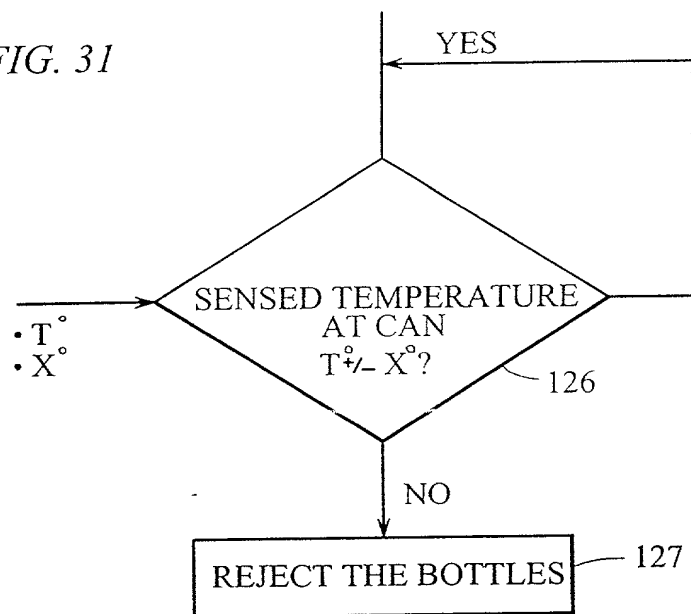 FIG. 31
YES
SENSED TEMPERATURE
AT CAN
T°+/– X°?
• T°
• X°
126
NO
REJECT THE BOTTLES
127